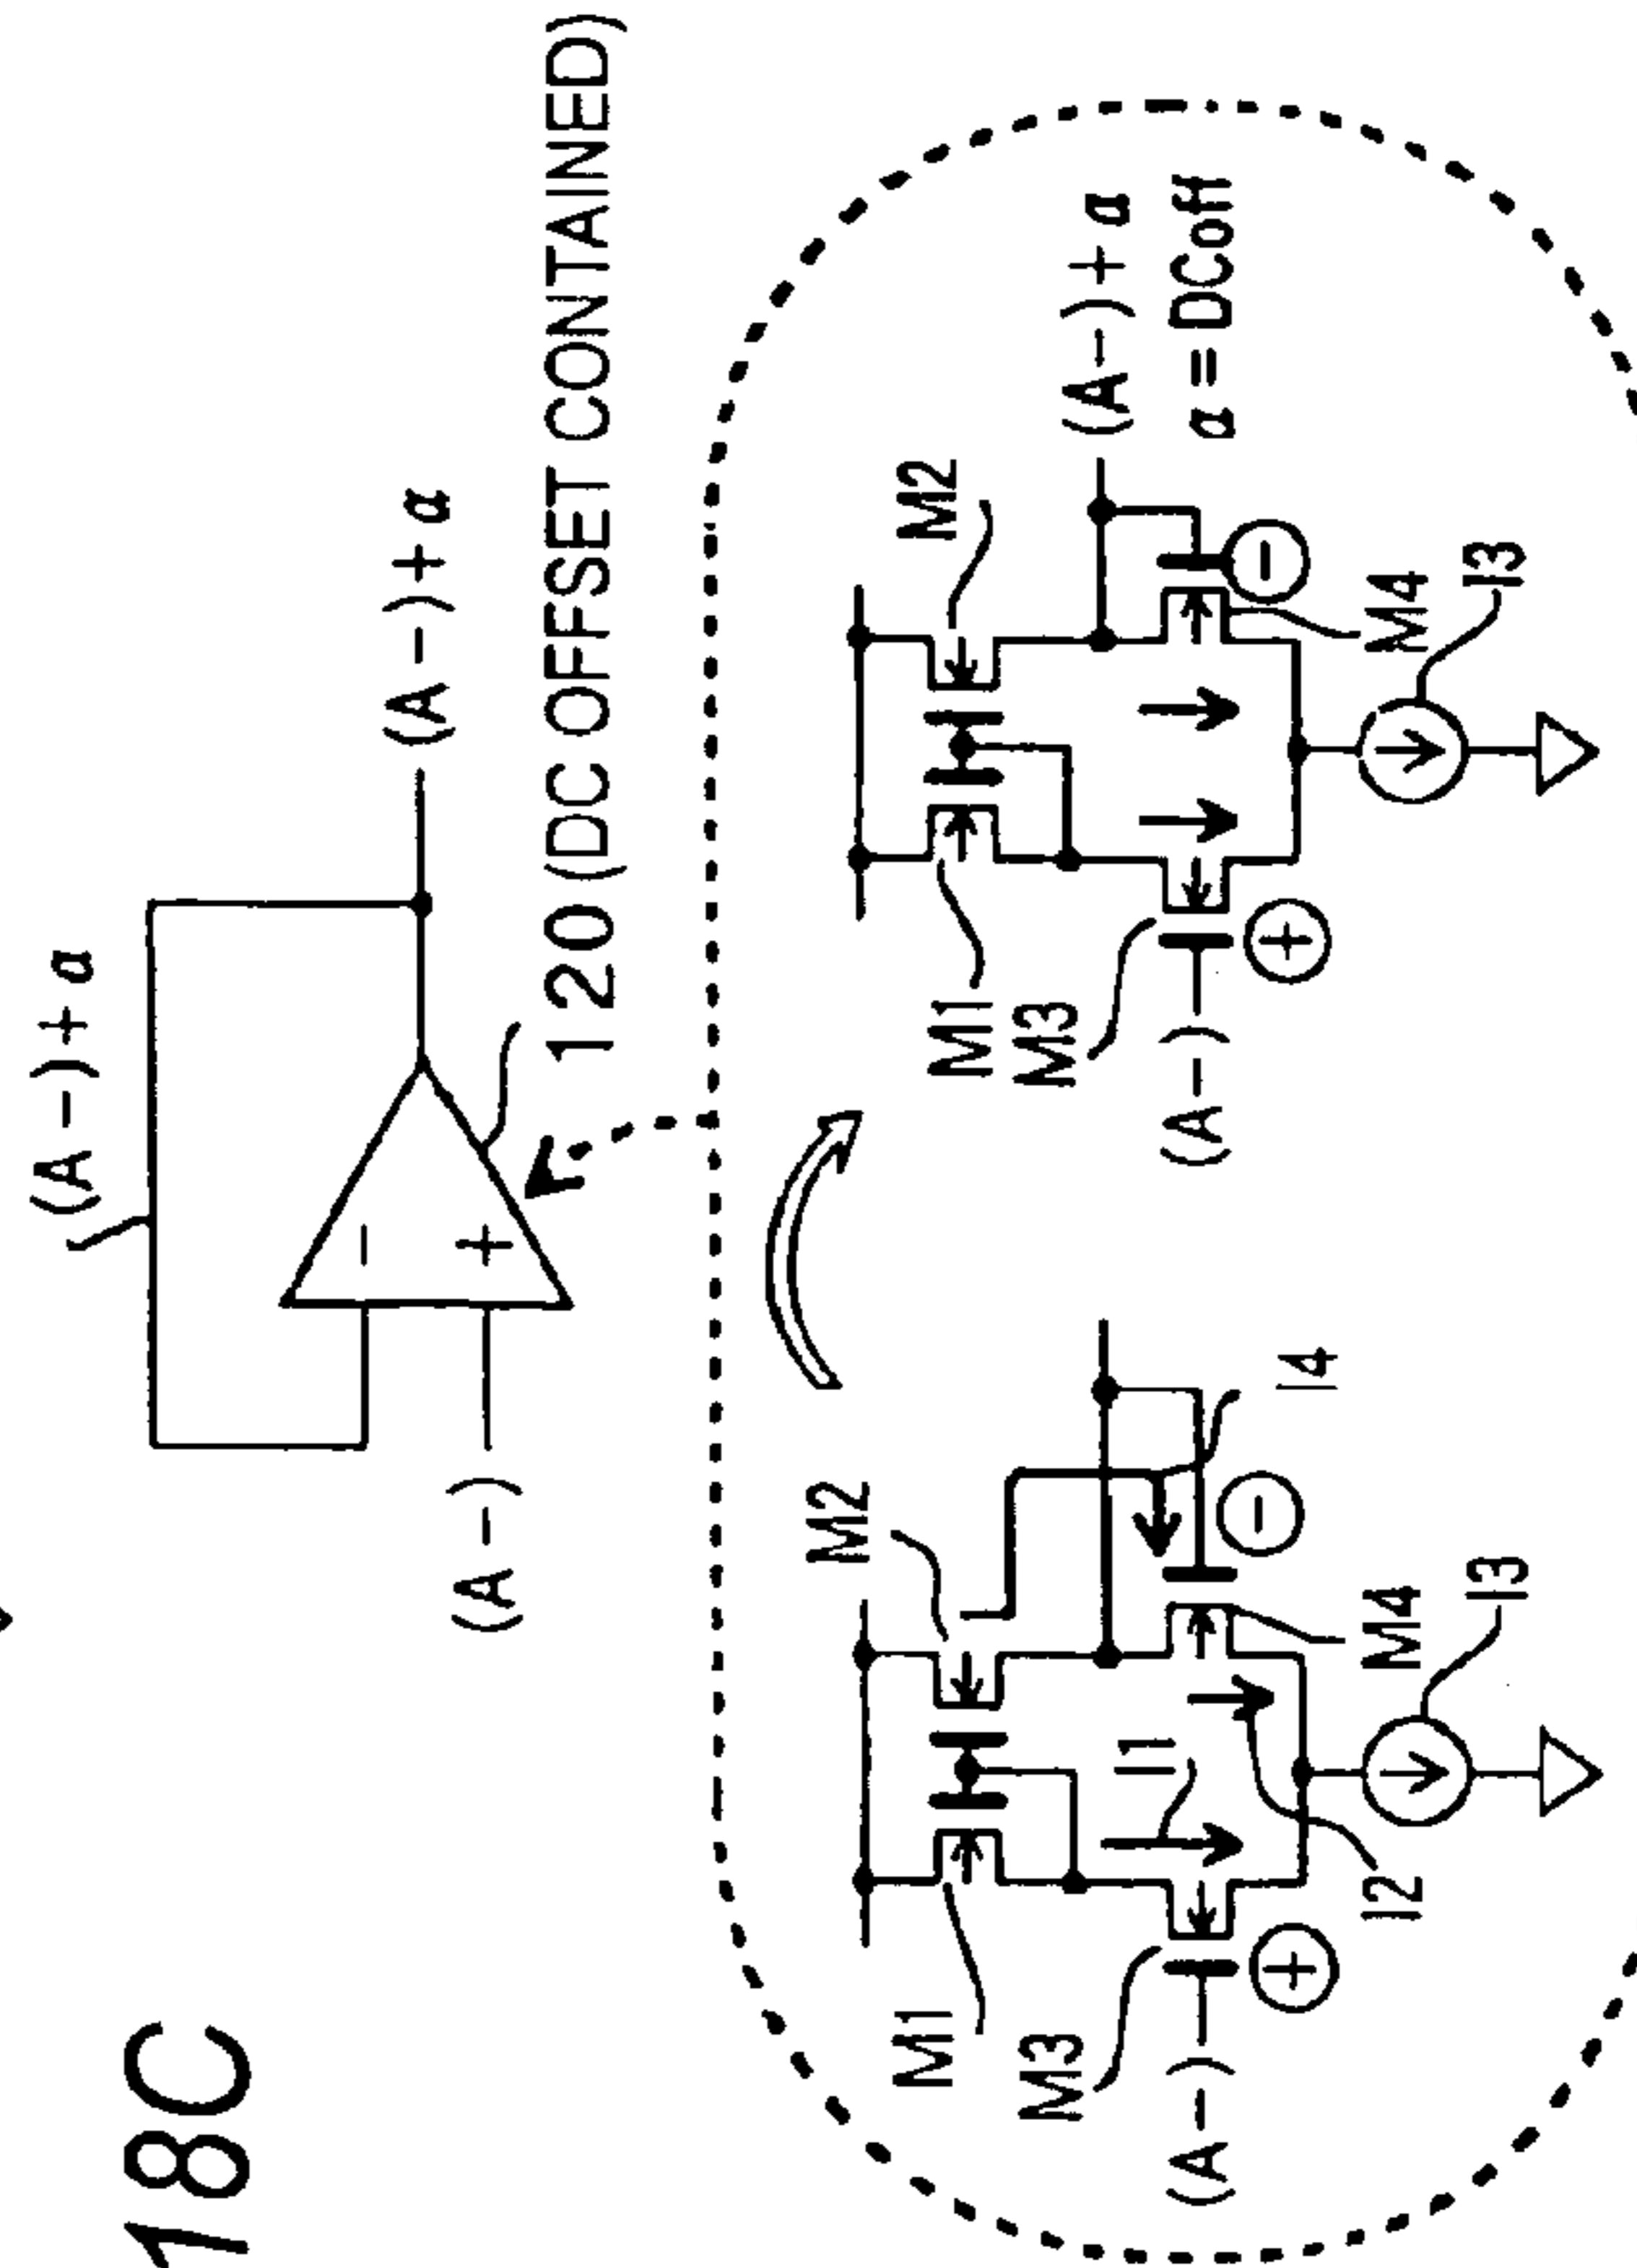 18C
(A-)+α
-
+
(A-)
(A-)+α
120 (DC OFFSET CONTAINED)
M1
M2
M3
(A-)
+
-
I1
I2
I4
M4
I3
M1
M2
M3
(A-)
+
-
(A-)+α
α=DCoff
M4
I3